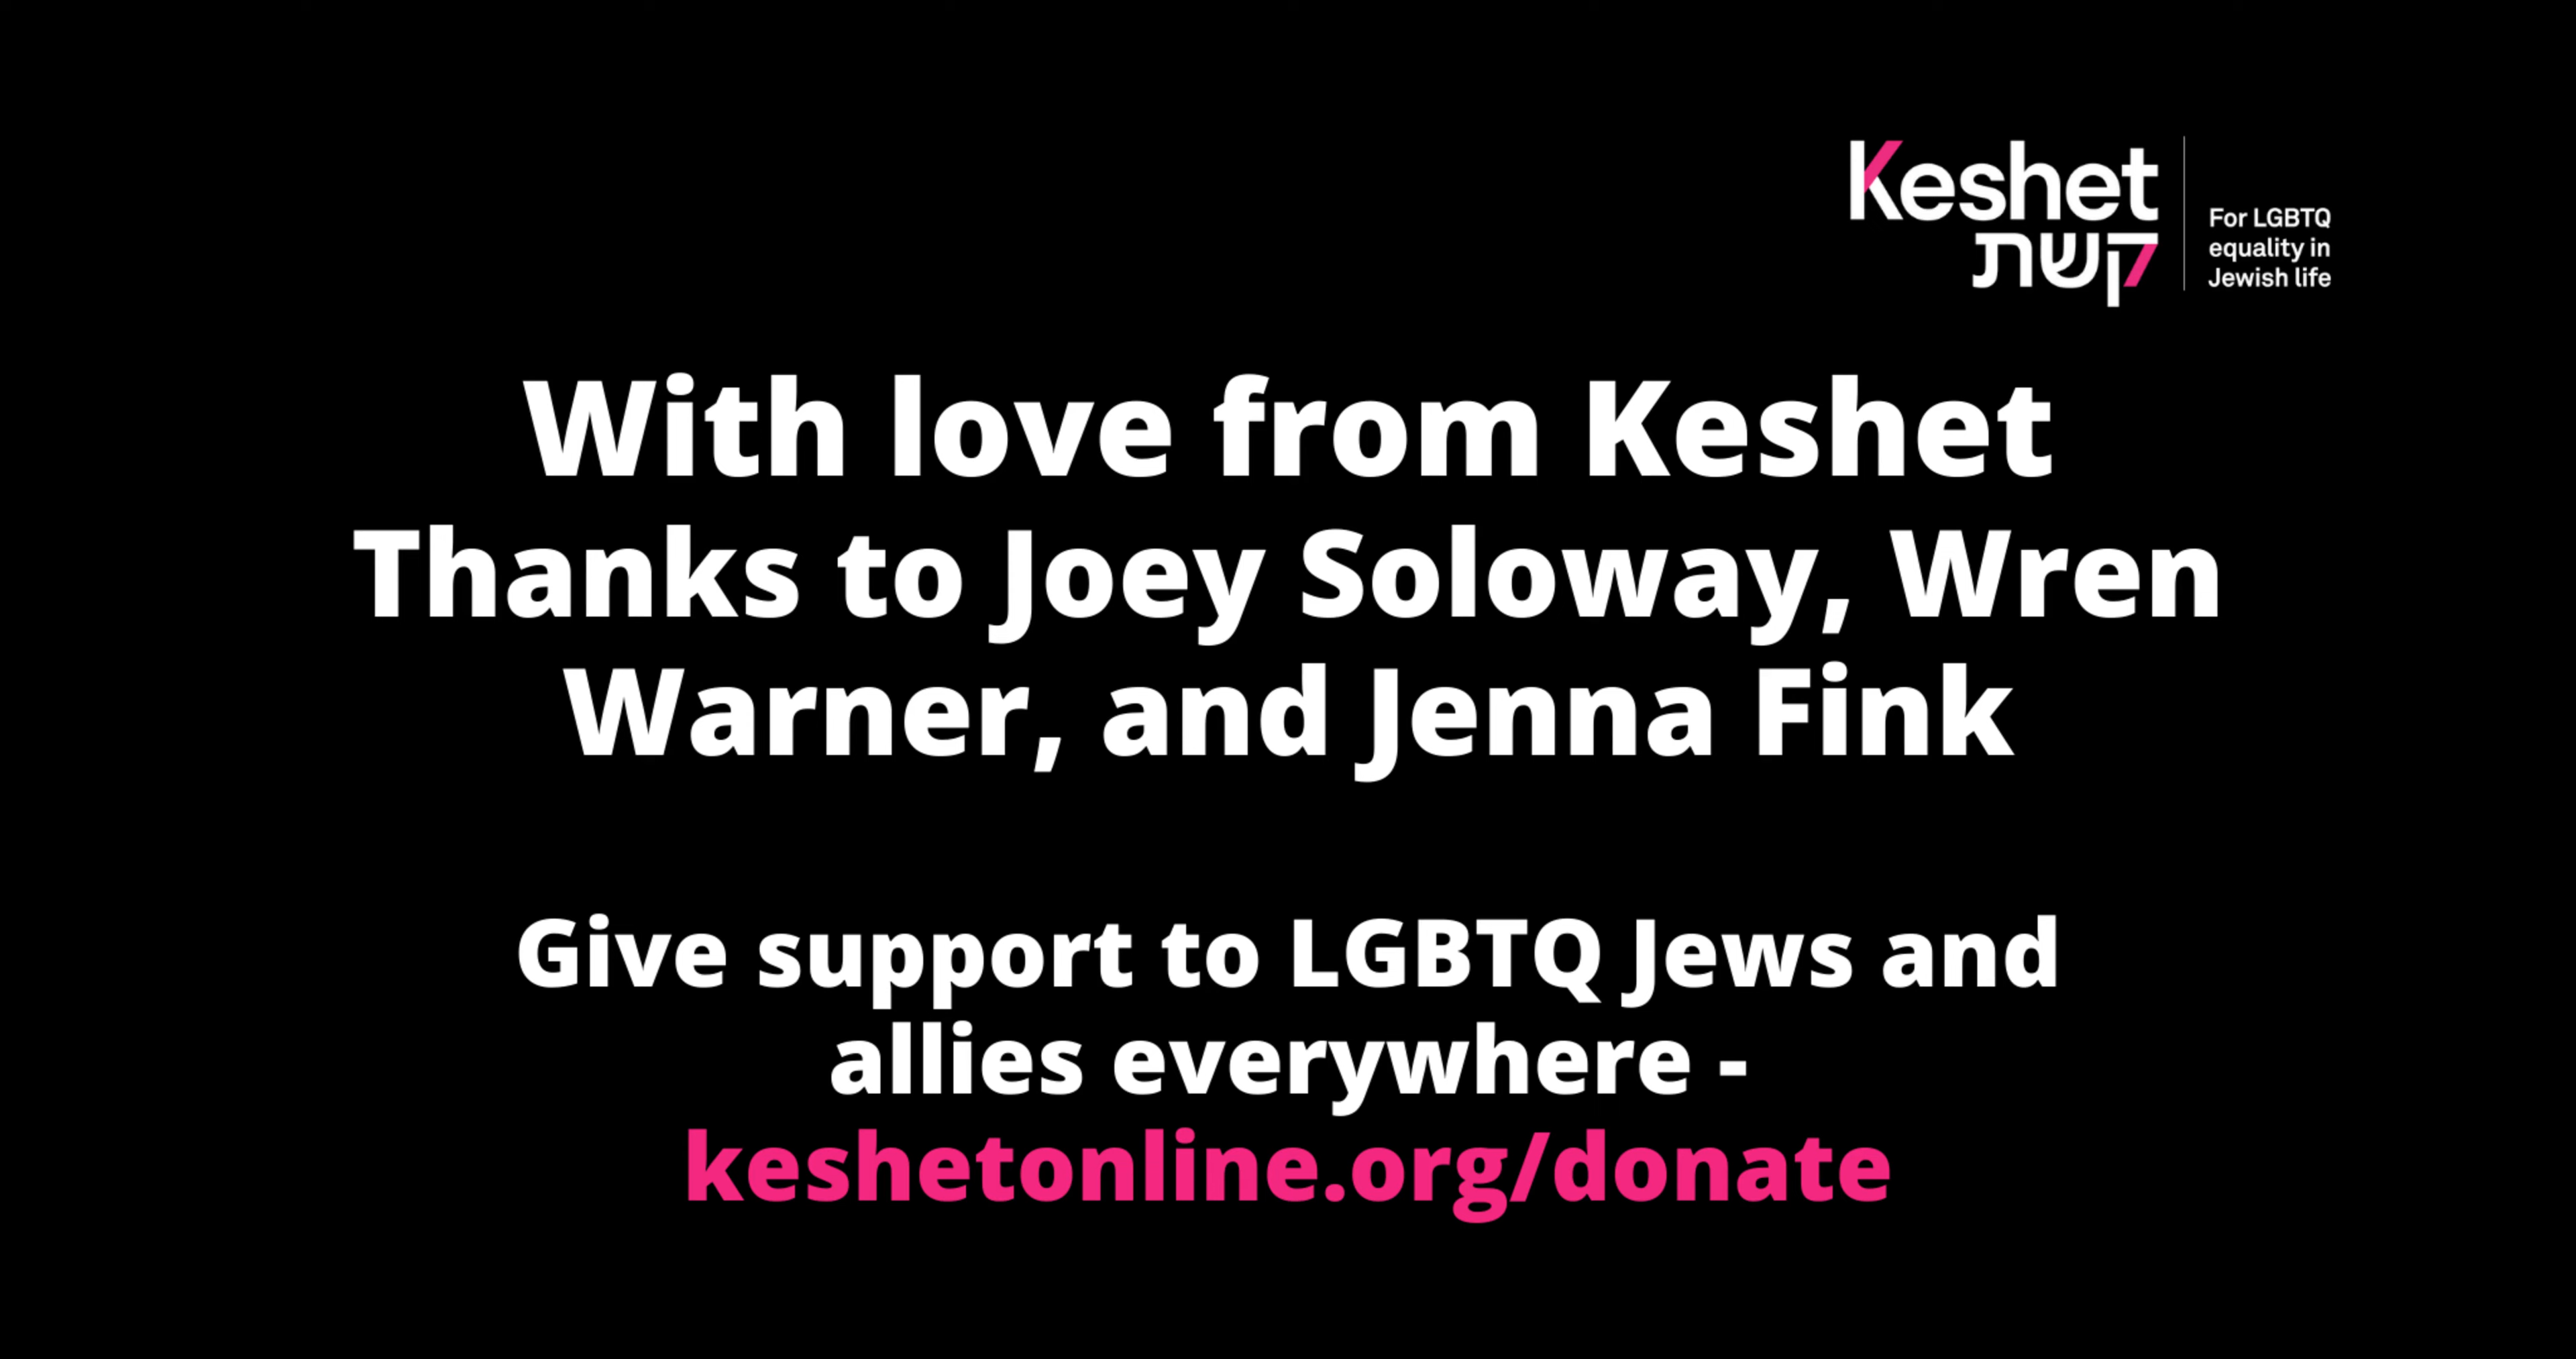 Keshet
קשת
For LGBTQ
equality in
Jewish life
With love from Keshet
Thanks to Joey Soloway, Wren
Warner, and Jenna Fink
Give support to LGBTQ Jews and
allies everywhere -
keshetonline.org/donate